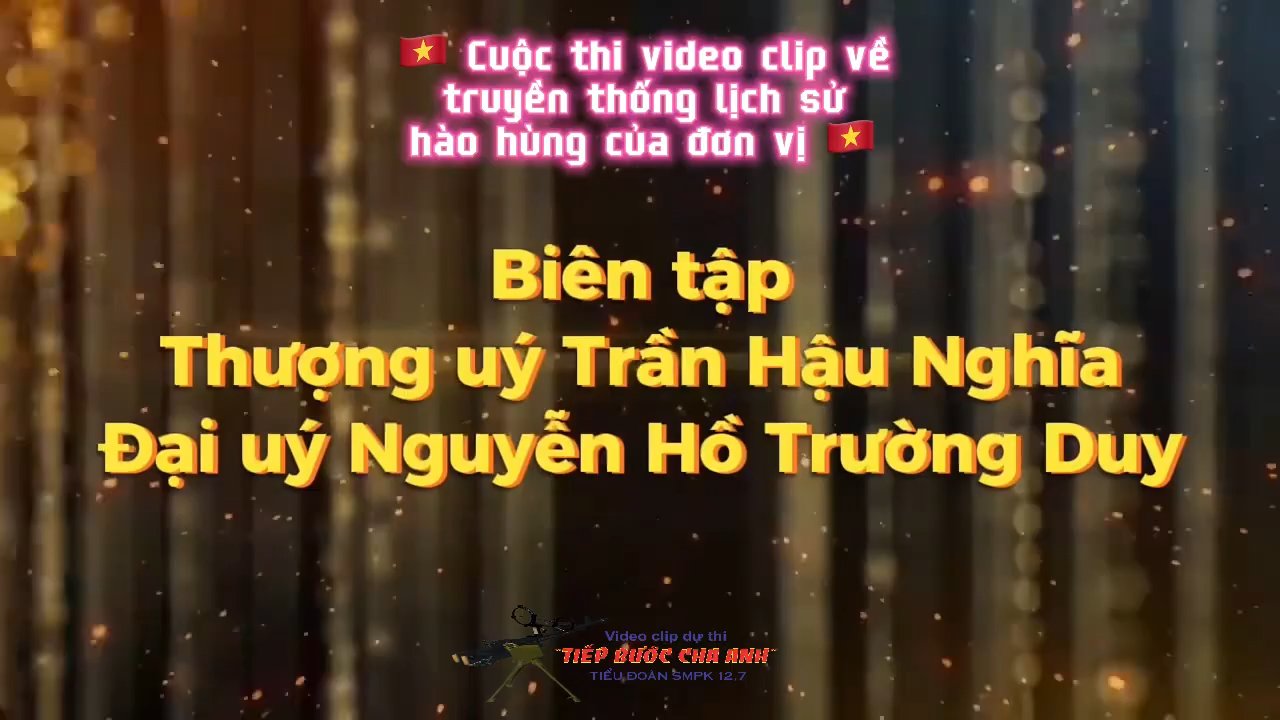 🇻🇳 Cuộc thi video clip về
truyền thống lịch sử
hào hùng của đơn vị 🇻🇳
Biên tập
Thượng uý Trần Hậu Nghĩa
Đại uý Nguyễn Hồ Trường Duy
Video clip dự thi
"TIẾP BƯỚC CHA ANH"
TIỂU ĐOÀN SMPK 12,7